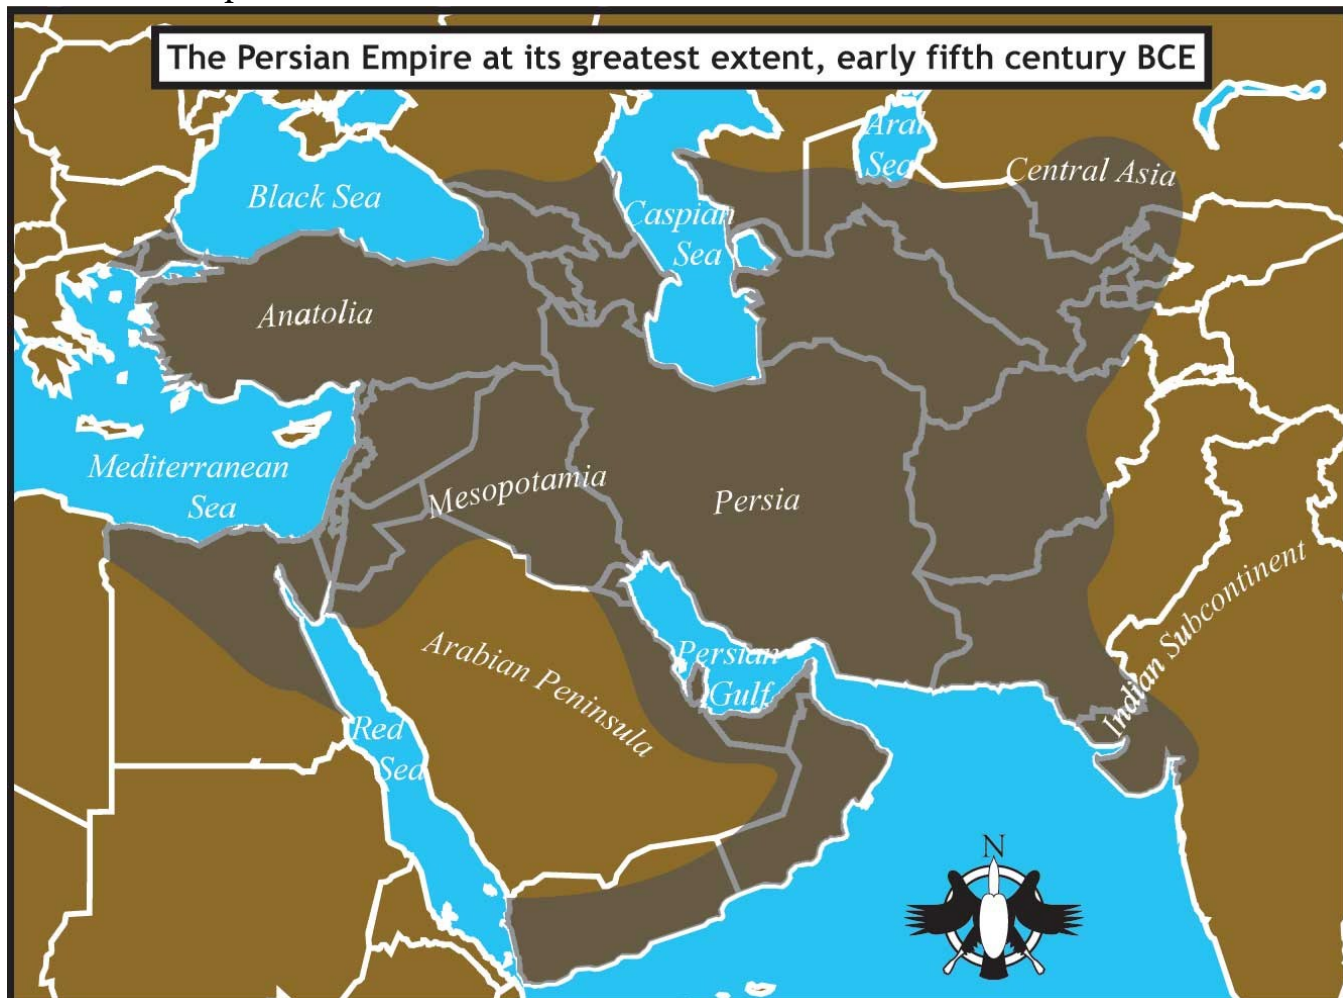 The Persian Empire at its greatest extent, early fifth century BCE
Aral
Sea
Central Asia
Black Sea
Caspian
Sea
Anatolia
Mediterranean
Sea
Mesopotamia
Persia
Indian Subcontinent
Arabian Peninsula
Persian
Gulf
Red
Sea
N